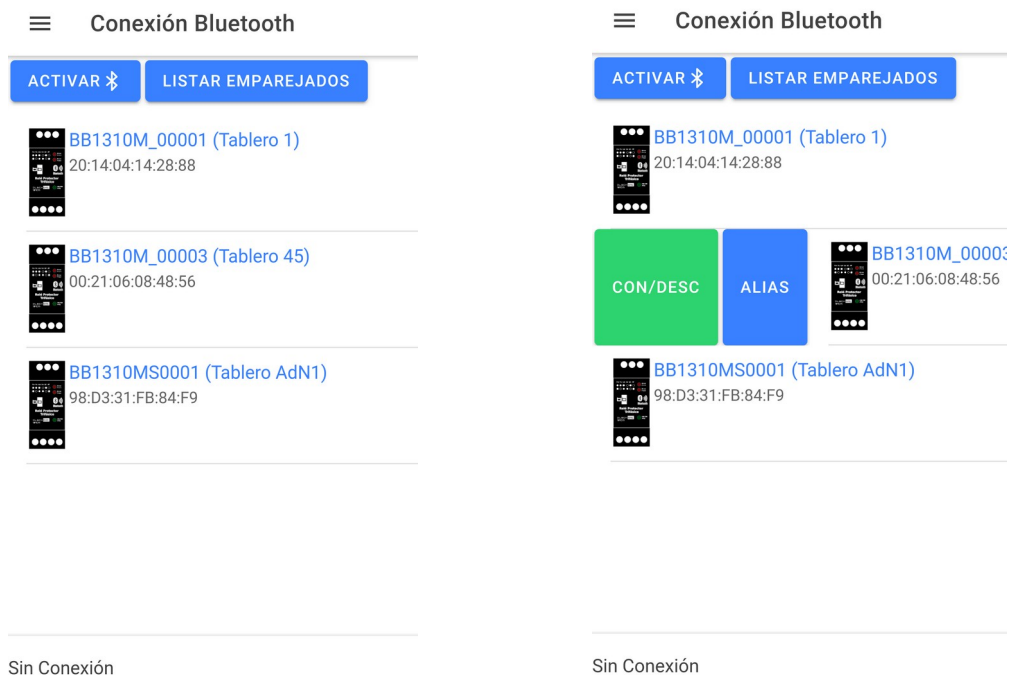 Conexión Bluetooth
ACTIVAR
LISTAR EMPAREJADOS
BB1310M_00001 (Tablero 1)
20:14:04:14:28:88
BB1310M_00003 (Tablero 45)
00:21:06:08:48:56
BB1310MS0001 (Tablero AdN1)
98:D3:31:FB:84:F9
Sin Conexión
Conexión Bluetooth
ACTIVAR
LISTAR EMPAREJADOS
BB1310M_00001 (Tablero 1)
20:14:04:14:28:88
CON/DESC
ALIAS
BB1310M_00003
00:21:06:08:48:56
BB1310MS0001 (Tablero AdN1)
98:D3:31:FB:84:F9
Sin Conexión